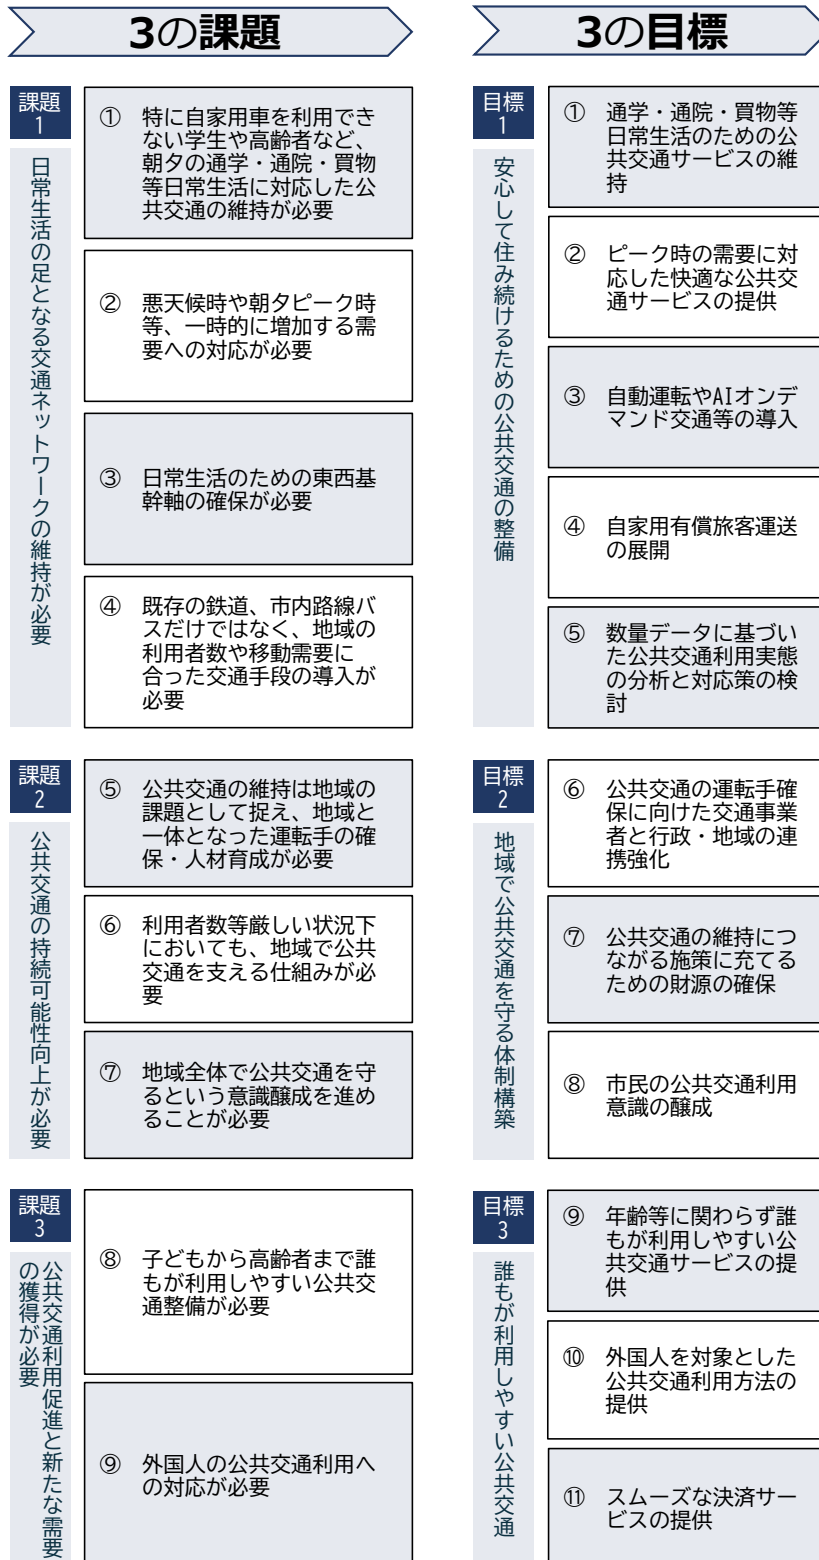 3の課題
課題
1
日常生活の足となる交通ネットワークの維持が必要
① 特に自家用車を利用でき
ない学生や高齢者など、
朝夕の通学・通院・買物
等日常生活に対応した公
共交通の維持が必要
② 悪天候時や朝夕ピーク時
等、一時的に増加する需
要への対応が必要
③ 日常生活のための東西基
幹軸の確保が必要
④ 既存の鉄道、市内路線バ
スだけではなく、地域の
利用者数や移動需要に
合った交通手段の導入が
必要
課題
2
公共交通の持続可能性向上が必要
⑤ 公共交通の維持は地域の
課題として捉え、地域と
一体となった運転手の確
保・人材育成が必要
⑥ 利用者数等厳しい状況下
においても、地域で公共
交通を支える仕組みが必
要
⑦ 地域全体で公共交通を守
るという意識醸成を進め
ることが必要
課題
3
公共交通利用促進と新たな需要
の獲得が必要
⑧ 子どもから高齢者まで誰
もが利用しやすい公共交
通整備が必要
⑨ 外国人の公共交通利用へ
の対応が必要
3の目標
目標
1
安心して住み続けるための公共交通の整備
① 通学・通院・買物等
日常生活のための公
共交通サービスの維
持
② ピーク時の需要に対
応した快適な公共交
通サービスの提供
③ 自動運転やAIオンデ
マンド交通等の導入
④ 自家用有償旅客運送
の展開
⑤ 数量データに基づい
た公共交通利用実態
の分析と対応策の検
討
目標
2
地域で公共交通を守る体制構築
⑥ 公共交通の運転手確
保に向けた交通事業
者と行政・地域の連
携強化
⑦ 公共交通の維持につ
ながる施策に充てる
ための財源の確保
⑧ 市民の公共交通利用
意識の醸成
目標
3
誰もが利用しやすい公共交通
⑨ 年齢等に関わらず誰
もが利用しやすい公
共交通サービスの提
供
⑩ 外国人を対象とした
公共交通利用方法の
提供
⑪ スムーズな決済サー
ビスの提供